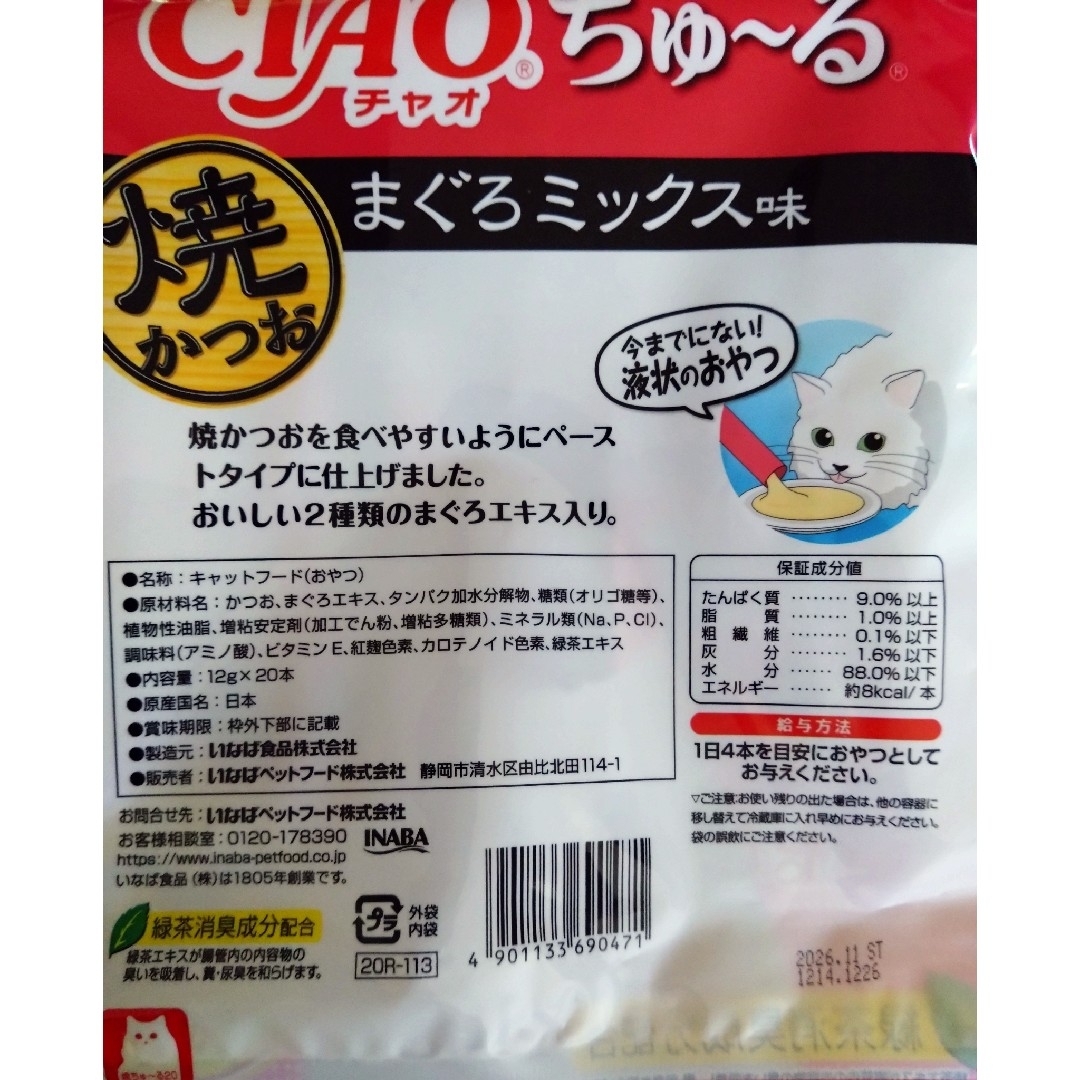 CIAO® ちゅ～る®
チャオ
焼
かつお
まぐろミックス味
今までにない!
液状のおやつ
焼かつおを食べやすいようにペース
トタイプに仕上げました。
おいしい2種類のまぐろエキス入り。
●名称：キャットフード(おやつ)
●原材料名：かつお、まぐろエキス、タンパク加水分解物、糖類(オリゴ糖等)、
植物性油脂、増粘安定剤(加工でん粉、増粘多糖類)、ミネラル類(Na、P、Cl)、
調味料(アミノ酸)、ビタミンE、紅麹色素、カロテノイド色素、緑茶エキス
●内容量：12g×20本
●原産国名：日本
●賞味期限：枠外下部に記載
●製造元：いなば食品株式会社
●販売者：いなばペットフード株式会社 静岡市清水区由比北田114-1
保証成分値
たんぱく質 ········ 9.0%以上
脂質 ········ 1.0%以上
粗繊維 ········ 0.1%以下
灰分 ········ 1.6%以下
水分 ······ 88.0%以下
エネルギー ······ 約8kcal/本
給与方法
1日4本を目安におやつとして
お与えください。
▽ご注意:お使い残りの出た場合は、他の容器に
移し替えて冷蔵庫に入れ早めにお与えください。
袋の誤飲にご注意ください。
お問合せ先：いなばペットフード株式会社
お客様相談室：0120-178390 INABA
https://www.inaba-petfood.co.jp
いなば食品(株)は1805年創業です。
緑茶消臭成分配合
緑茶エキスが腸管内の内容物の
臭いを吸着し、糞・尿臭を和らげます。
プラ
外袋
内袋
20R-113
4 901133 690471
2026.11 ST
1214.1226